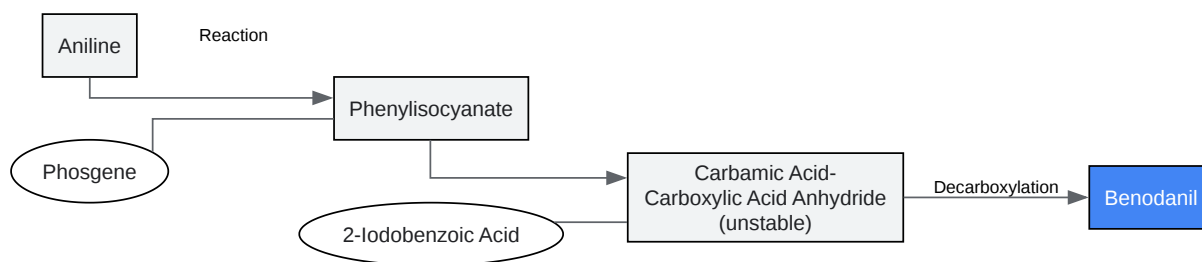 Aniline
Reaction
Phenylisocyanate
Phosgene
Carbamic Acid-
Carboxylic Acid Anhydride
(unstable)
Decarboxylation
Benodanil
2-Iodobenzoic Acid